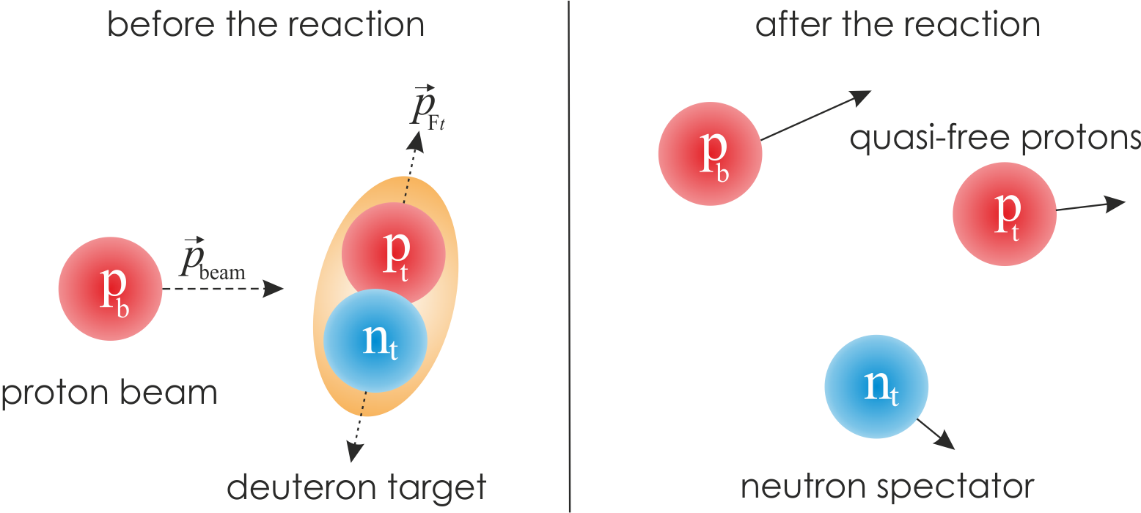 before the reaction
p⃗Ft
pt
pb
p⃗beam
nt
proton beam
deuteron target
after the reaction
pb
quasi-free protons
pt
nt
neutron spectator